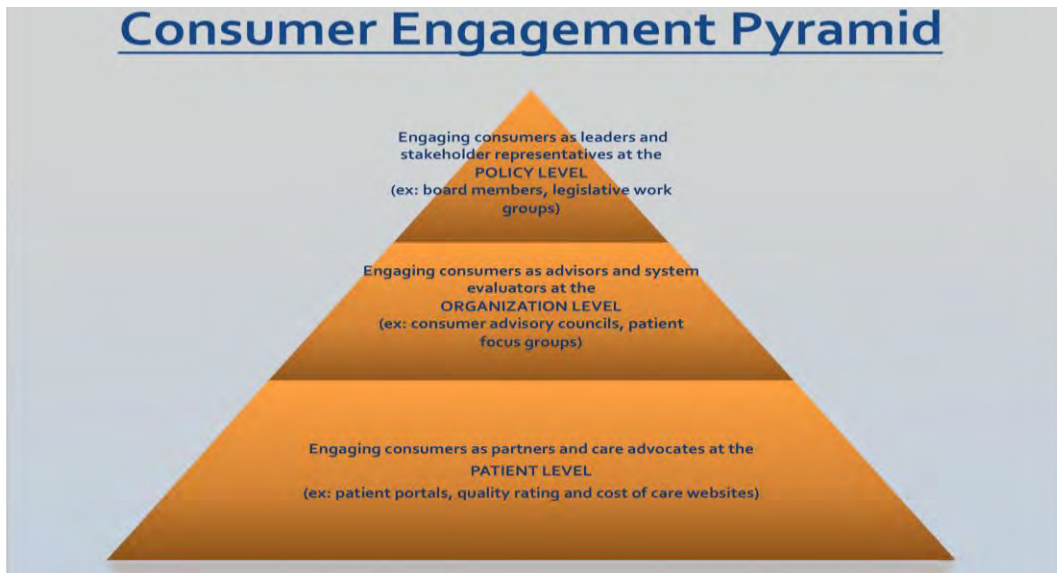 Consumer Engagement Pyramid
Engaging consumers as leaders and
stakeholder representatives at the
POLICY LEVEL
(ex: board members, legislative work
groups)
Engaging consumers as advisors and system
evaluators at the
ORGANIZATION LEVEL
(ex: consumer advisory councils, patient
focus groups)
Engaging consumers as partners and care advocates at the
PATIENT LEVEL
(ex: patient portals, quality rating and cost of care websites)